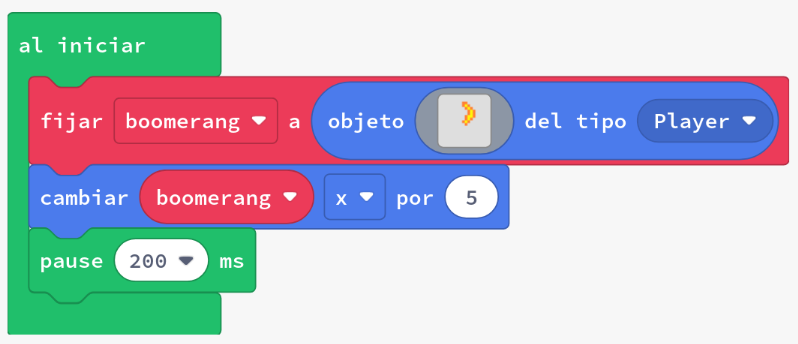 al iniciar
fijar boomerang a objeto del tipo Player
cambiar boomerang x por 5
pause 200 ms